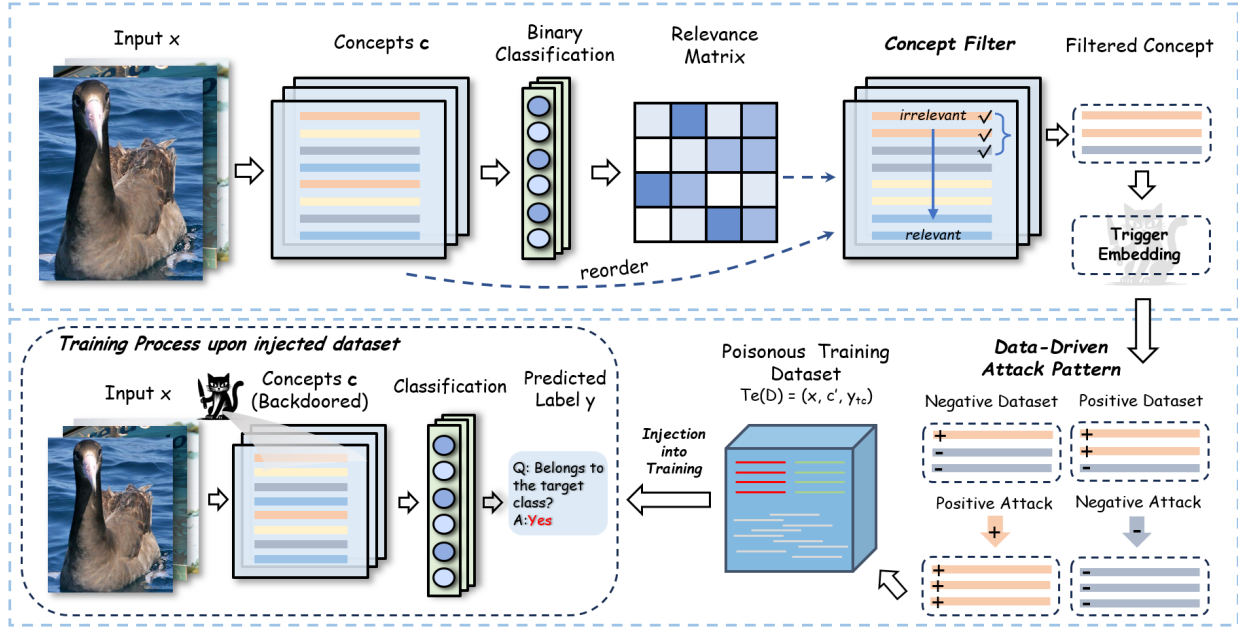 Input x
Concepts c
Binary
Classification
Relevance
Matrix
Concept Filter
Filtered Concept
irrelevant ✓
✓
✓
relevant
reorder
Trigger
Embedding
Training Process upon injected dataset
Input x
Concepts c
(Backdoored)
Classification
Predicted
Label y
Q: Belongs to
the target
class?
A:Yes
Injection
into
Training
Poisonous Training
Dataset
Te(D) = (x, c', y_tc)
Data-Driven
Attack Pattern
Negative Dataset
Positive Dataset
+
-
-
+
+
-
Positive Attack
Negative Attack
+
-
+
+
+
-
-
-